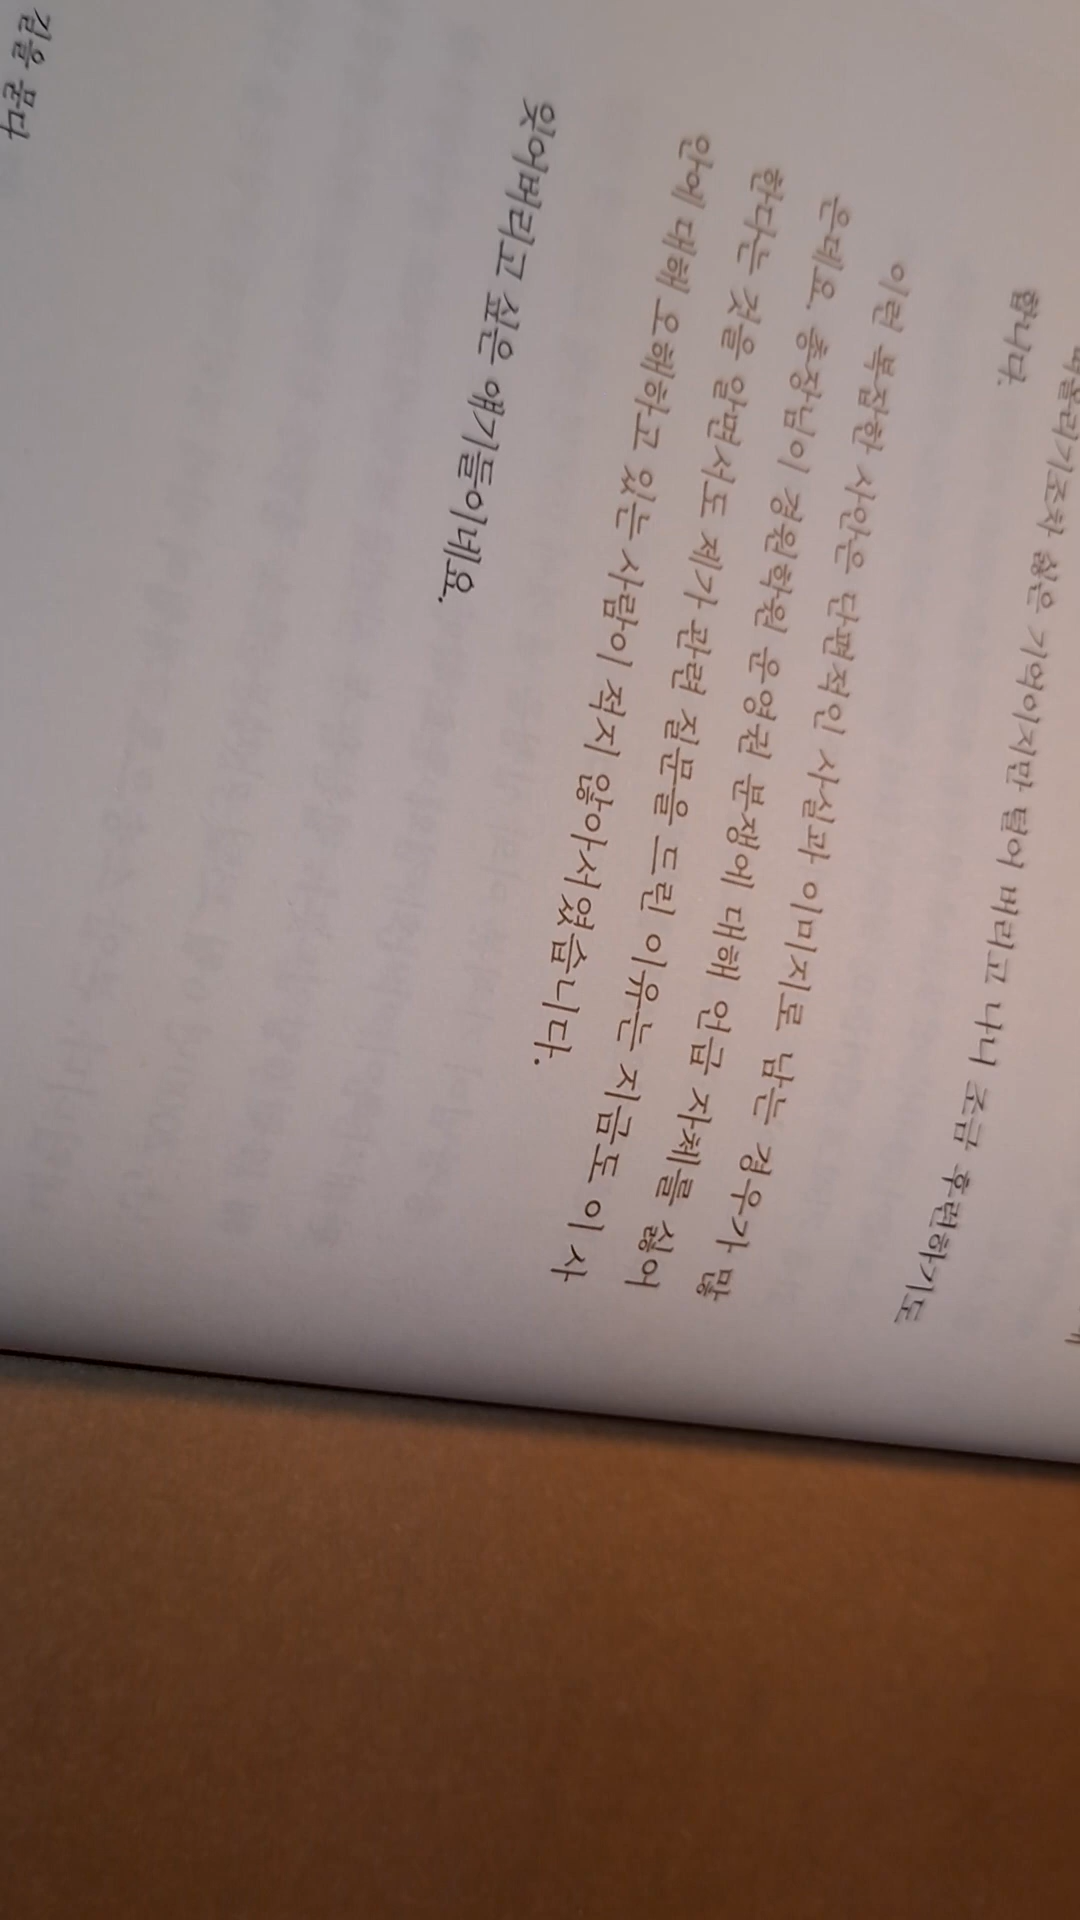 떠올리기조차 싫은 기억이지만 털어 버리고 나니 조금 후련하기도
합니다.
이런 복잡한 사안은 단편적인 사실과 이미지로 남는 경우가 많
은데요. 총장님이 경원학원 운영권 분쟁에 대해 언급 자체를 싫어
한다는 것을 알면서도 제가 관련 질문을 드린 이유는 지금도 이 사
안에 대해 오해하고 있는 사람이 적지 않아서였습니다.
잊어버리고 싶은 얘기들이네요.
길을 묻다